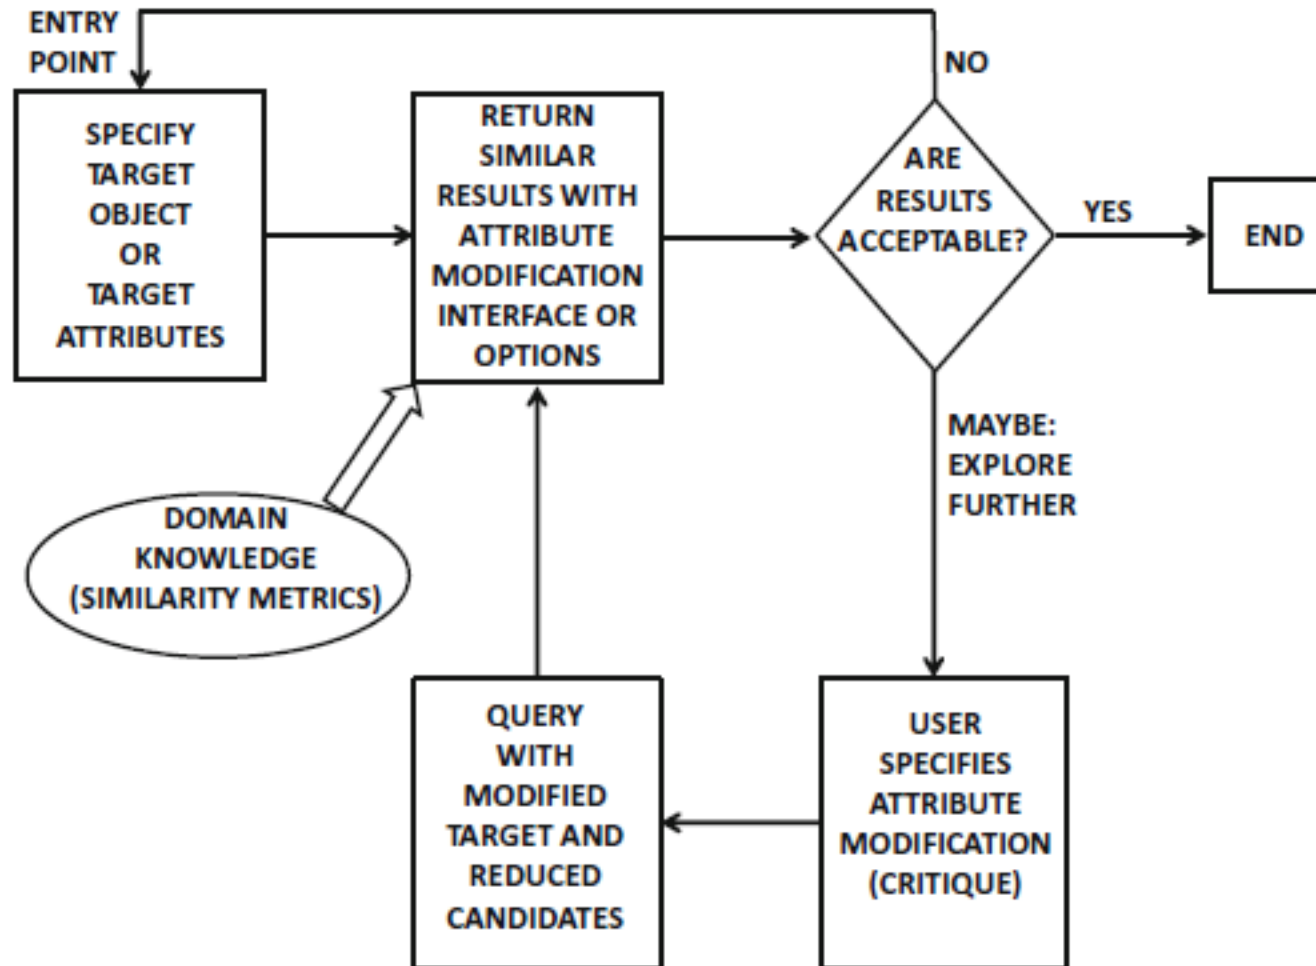 ENTRY
POINT
SPECIFY
TARGET
OBJECT
OR
TARGET
ATTRIBUTES
RETURN
SIMILAR
RESULTS WITH
ATTRIBUTE
MODIFICATION
INTERFACE OR
OPTIONS
ARE
RESULTS
ACCEPTABLE?
NO
YES
END
MAYBE:
EXPLORE
FURTHER
DOMAIN
KNOWLEDGE
(SIMILARITY METRICS)
USER
SPECIFIES
ATTRIBUTE
MODIFICATION
(CRITIQUE)
QUERY
WITH
MODIFIED
TARGET AND
REDUCED
CANDIDATES